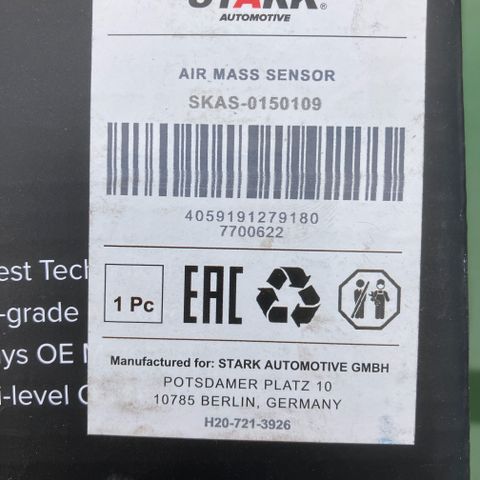 STARK®
AUTOMOTIVE
AIR MASS SENSOR
SKAS-0150109
4059191279180
7700622
1 Pc
EAC
Manufactured for: STARK AUTOMOTIVE GMBH
POTSDAMER PLATZ 10
10785 BERLIN, GERMANY
H20-721-3926
est Tech
-grade
ys OE
i-level